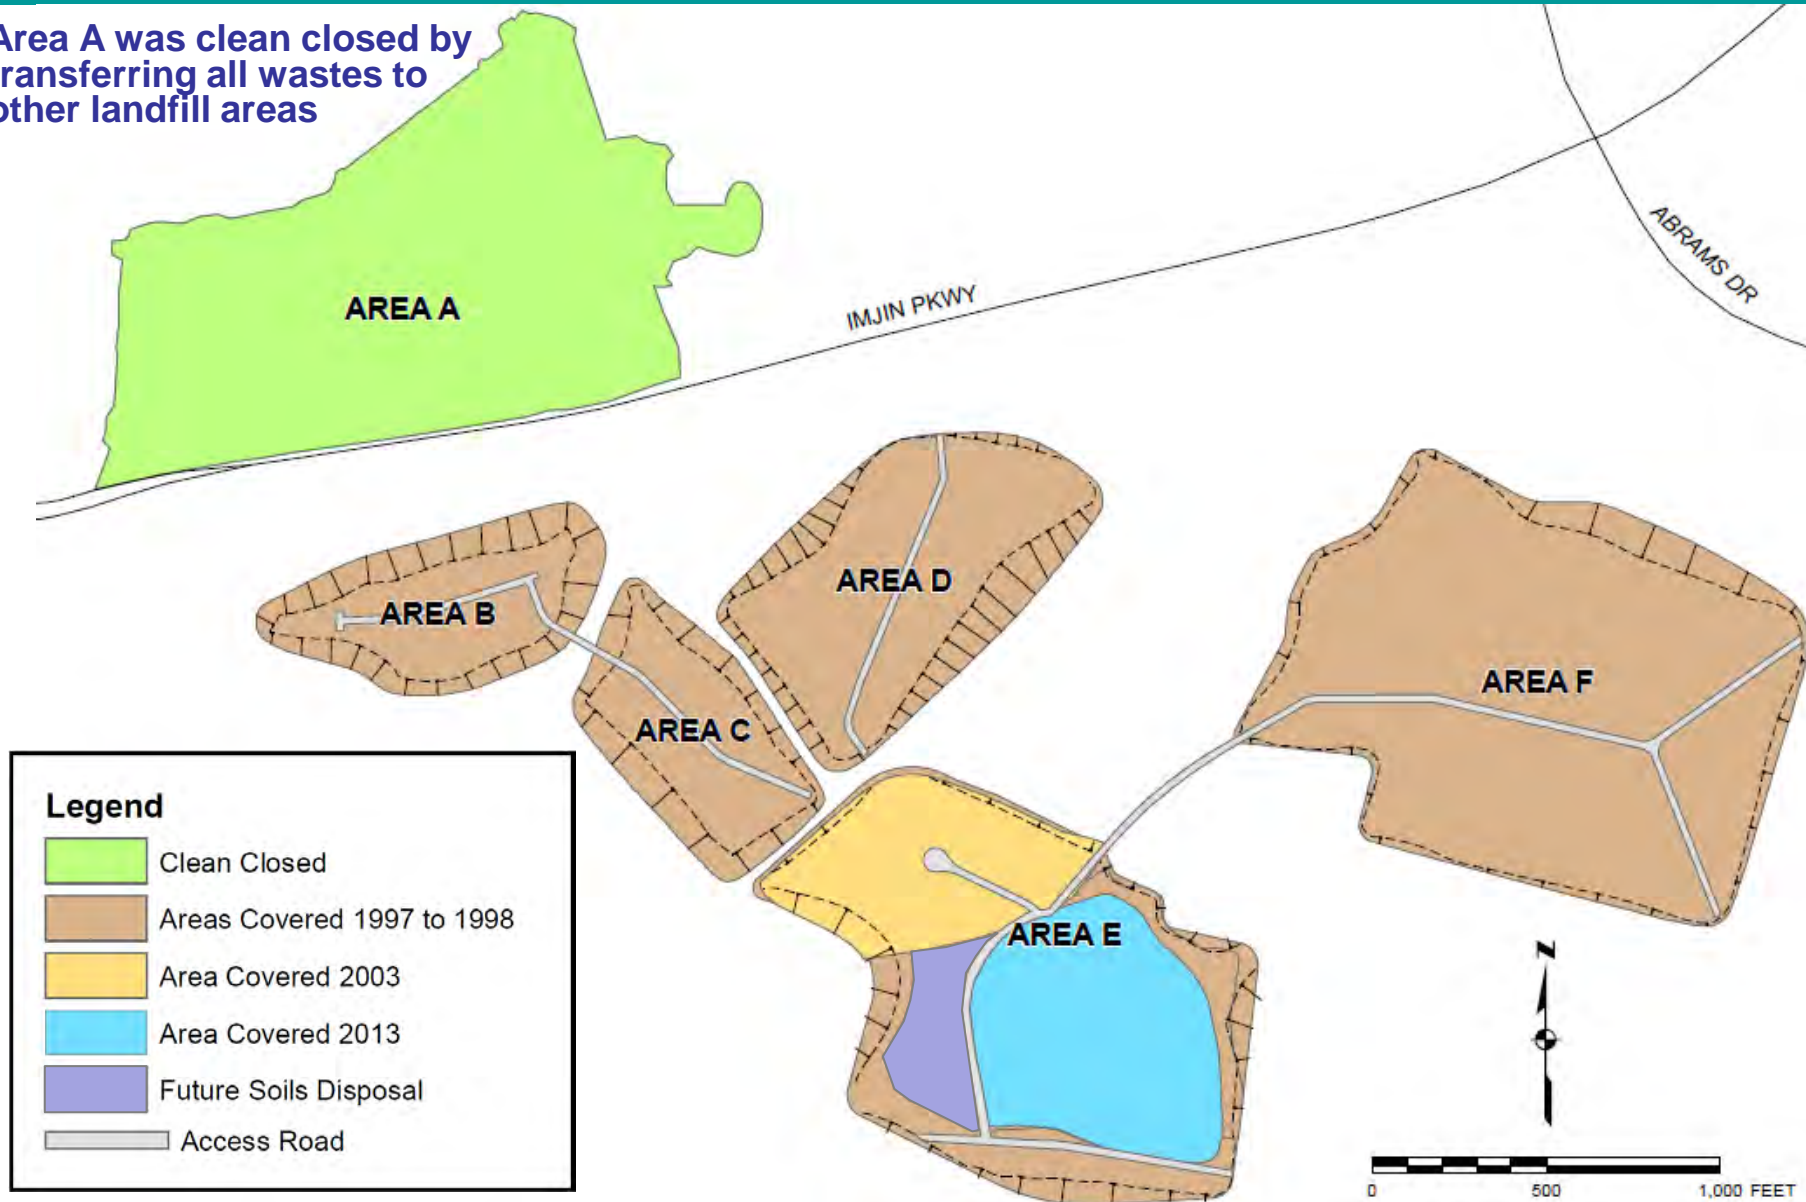 Area A was clean closed by
transferring all wastes to
other landfill areas
AREA A
IMJIN PKWY
ABRAMS DR
AREA B
AREA C
AREA D
AREA E
AREA F
Legend
Clean Closed
Areas Covered 1997 to 1998
Area Covered 2003
Area Covered 2013
Future Soils Disposal
Access Road
N
0 500 1,000 FEET